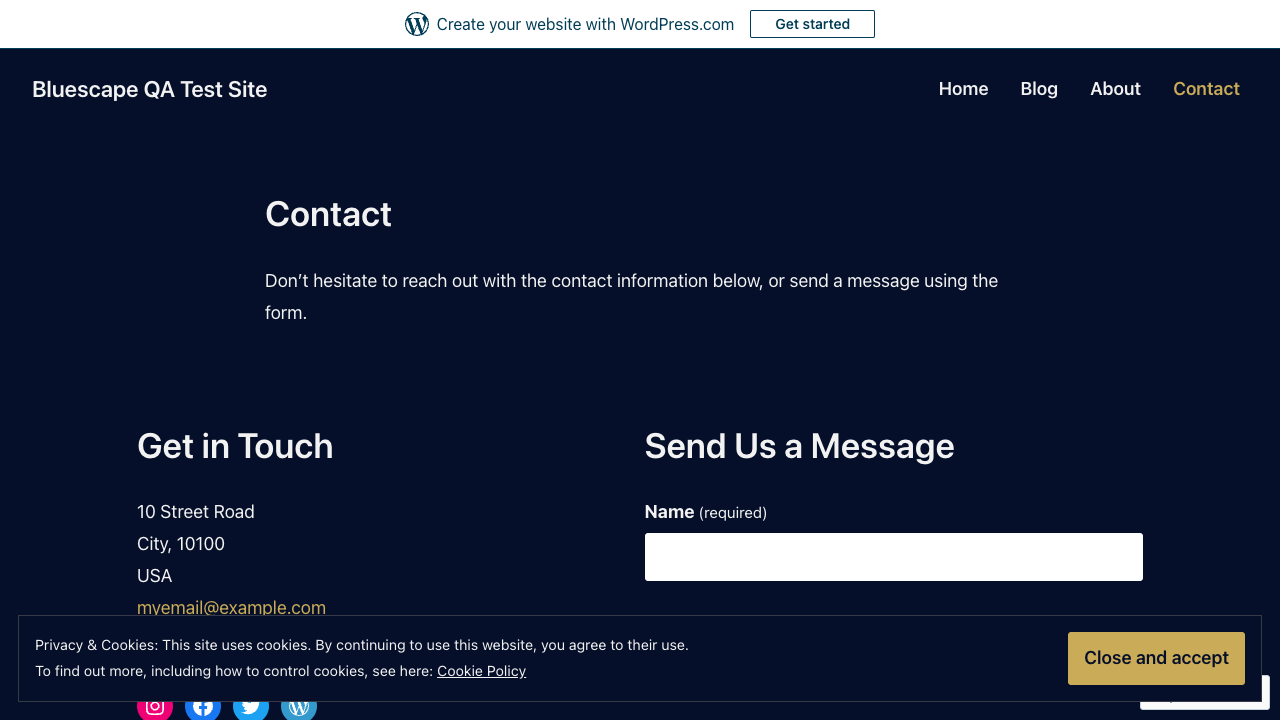 Create your website with WordPress.com
Get started
Bluescape QA Test Site
Home
Blog
About
Contact
Contact
Don’t hesitate to reach out with the contact information below, or send a message using the
form.
Get in Touch
10 Street Road
City, 10100
USA
myemail@example.com
Send Us a Message
Name (required)
Privacy & Cookies: This site uses cookies. By continuing to use this website, you agree to their use.
To find out more, including how to control cookies, see here: Cookie Policy
Close and accept